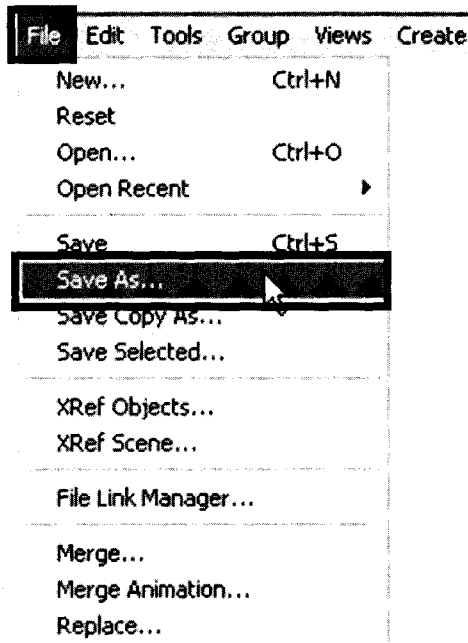 File Edit Tools Group Views Create
New... Ctrl+N
Reset
Open... Ctrl+O
Open Recent
Save Ctrl+S
Save As...
Save Copy As...
Save Selected...
XRef Objects...
XRef Scene...
File Link Manager...
Merge...
Merge Animation...
Replace...